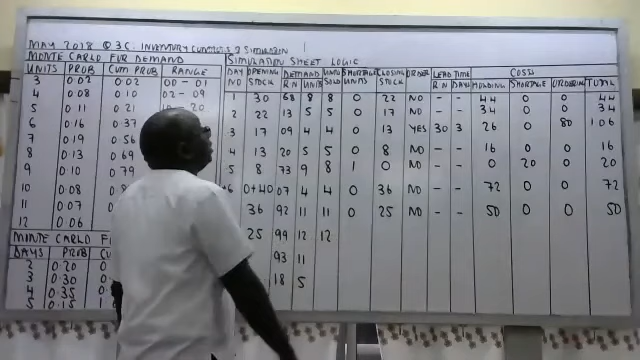 MAY 2018 Q 3C. INVENTORY CONTROL & SIMULATION
MONTE CARLO FOR DEMAND
UNITS PROB CUM PROB RANGE
3 0.02 0.02 00 - 01
4 0.08 0.10 02 - 09
5 0.11 0.21 10 - 20
6 0.16 0.37
7 0.19 0.56
8 0.13 0.69
9 0.10 0.79
10 0.08
11 0.07
12 0.06
MONTE CARLO
DAYS PROB
2 0.20
3 0.30
4 0.35
5 0.15
SIMULATION SHEET LOGIC
DAY NO OPENING STOCK DEMAND RN UNITS UNITS SOLD SHORTAGE UNITS CLOSING STOCK ORDER LEAD TIME RN DAYS COSTS HOLDING SHORTAGE ORDERING TOTAL
1 30 68 8 8 0 22 NO - - 44 0 0 44
2 22 13 5 5 0 17 NO - - 34 0 0 34
3 17 09 4 4 0 13 YES 30 3 26 0 80 106
4 13 20 5 5 0 8 NO - - 16 0 0 16
5 8 73 9 8 1 0 NO - - 0 20 0 20
6 0+40 07 4 4 0 36 NO - - 72 0 0 72
36 92 11 11 0 25 NO - - 50 0 0 50
25 99 12 12
93 11
18 5